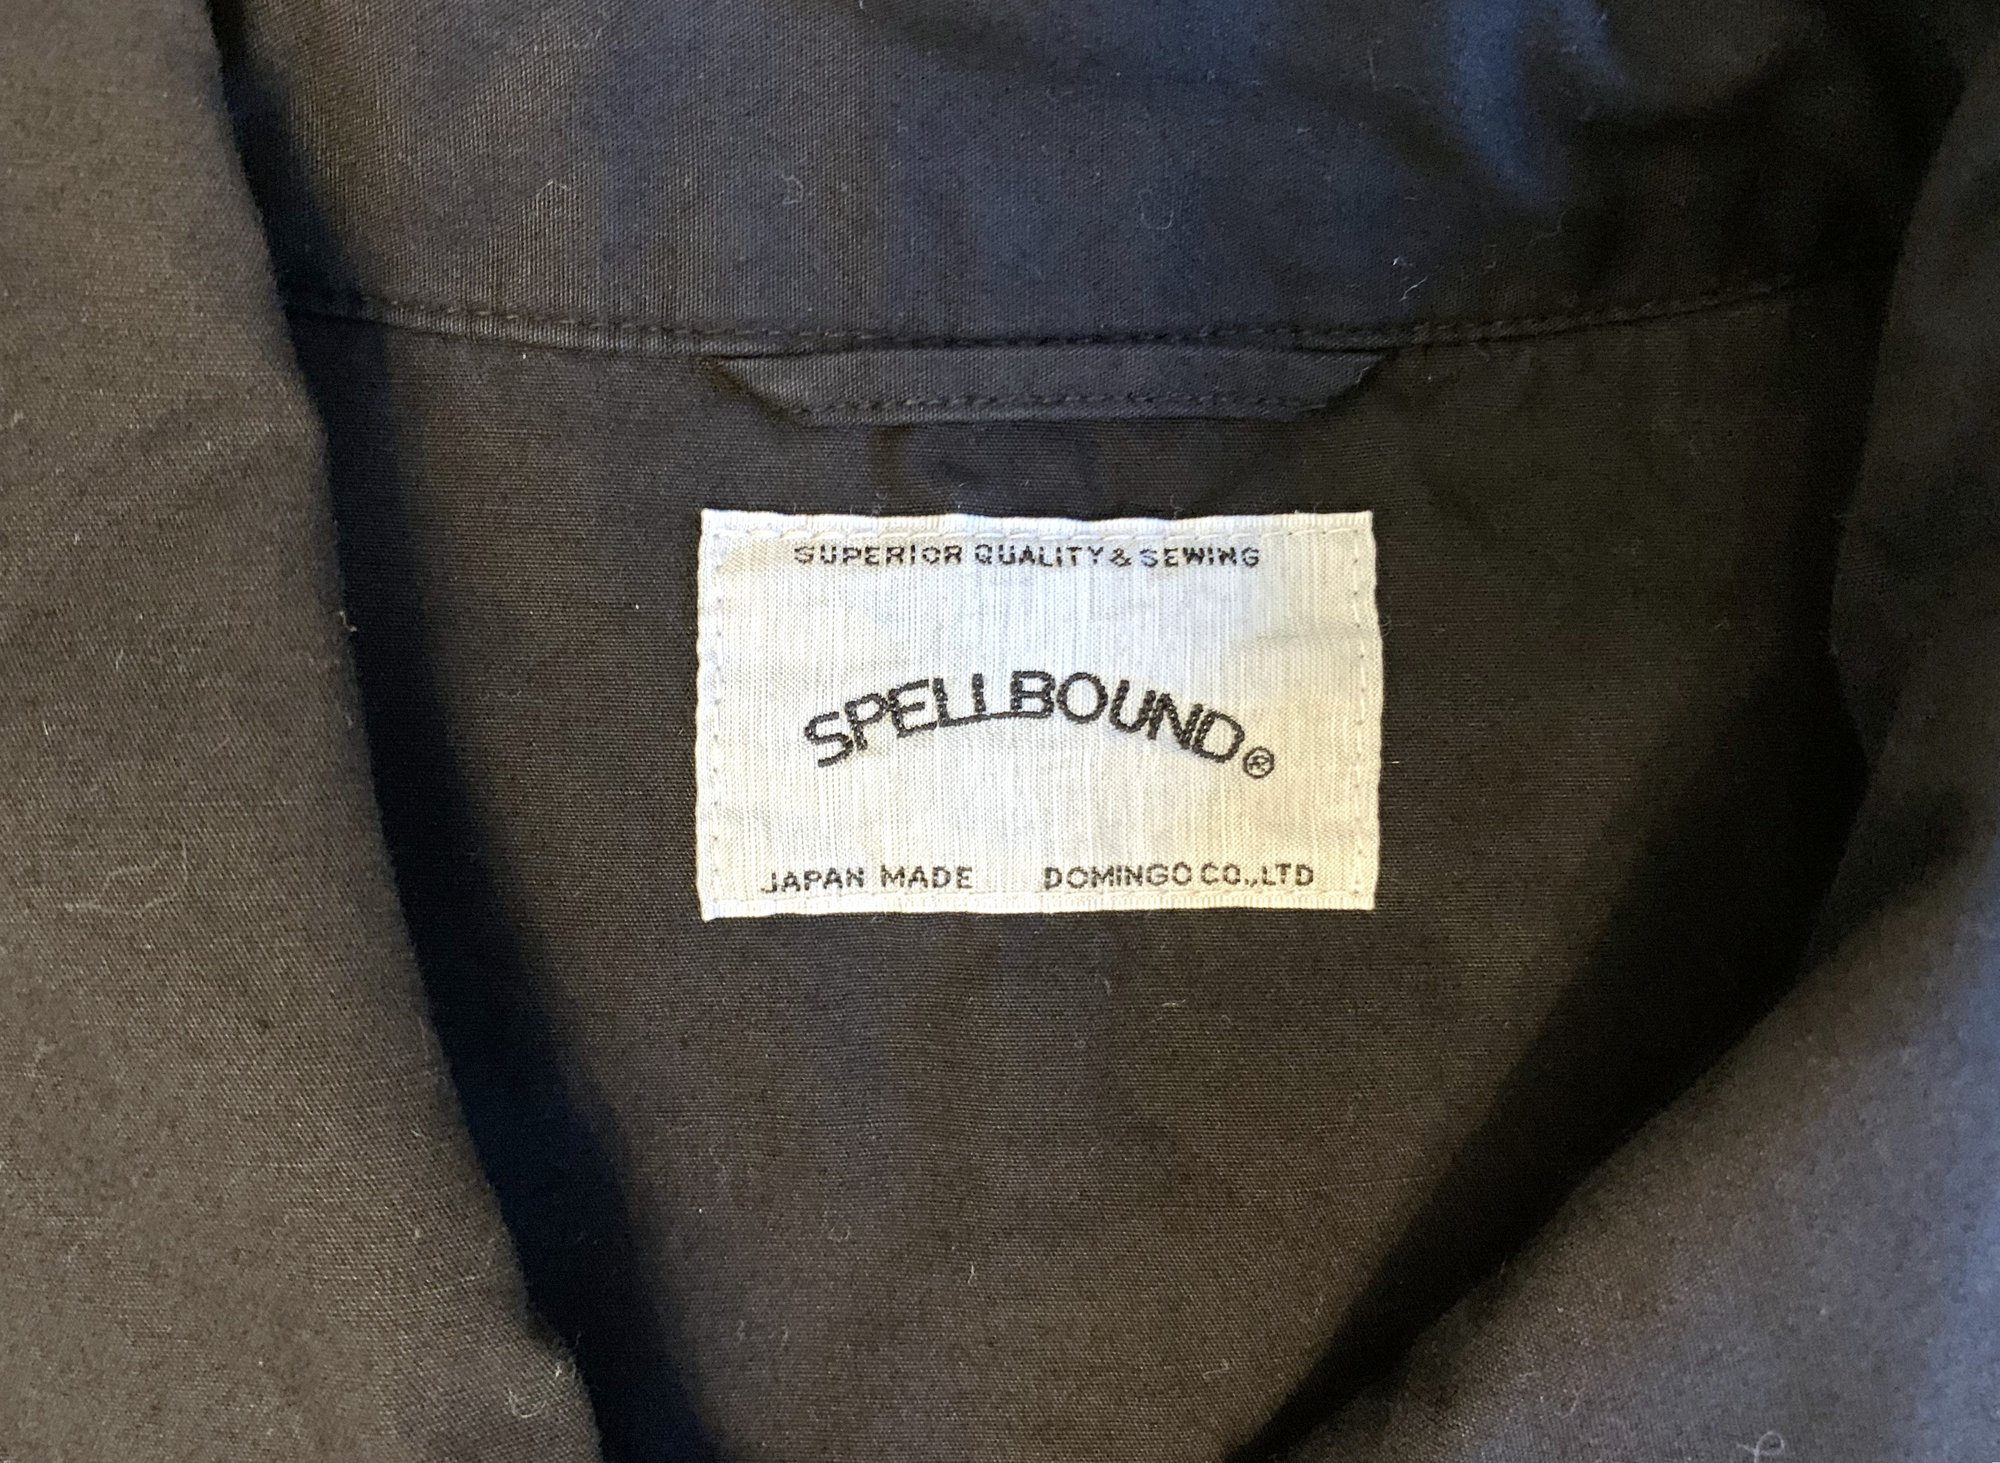 SUPERIOR QUALITY & SEWING
SPELLBOUND®
JAPAN MADE DOMINGO CO.,LTD